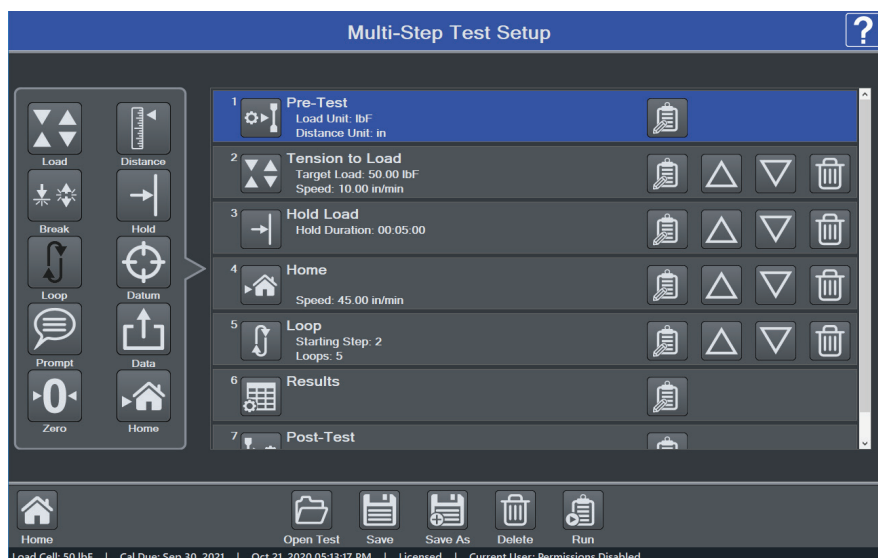 Multi-Step Test Setup
?
Load
Distance
Break
Hold
Loop
Datum
Prompt
Data
0
Zero
Home
1
Pre-Test
Load Unit: lbF
Distance Unit: in
2
Tension to Load
Target Load: 50.00 lbF
Speed: 10.00 in/min
3
Hold Load
Hold Duration: 00:05:00
4
Home
Speed: 45.00 in/min
5
Loop
Starting Step: 2
Loops: 5
6
Results
7
Post-Test
Home
Open Test
Save
Save As
Delete
Run
Load Cell: 50 lbF | Cal Due: Sep 30, 2021 | Oct 21 2020 05:13:17 PM | Licensed | Current User: Permissions Disabled